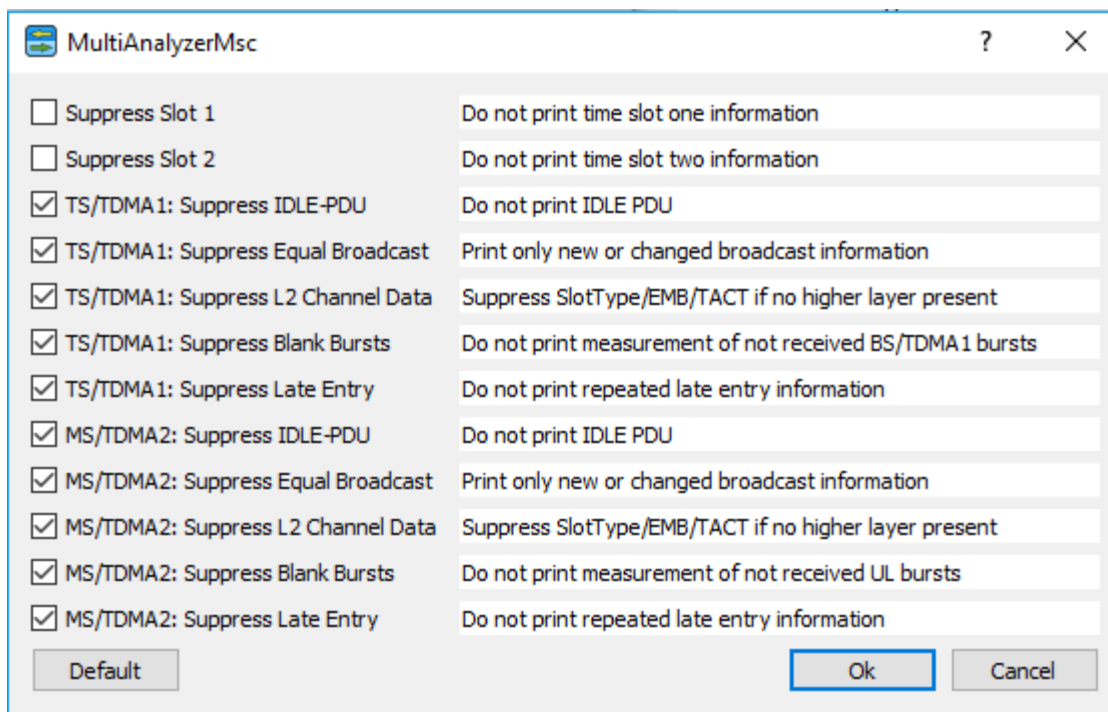 MultiAnalyzerMsc ?
Suppress Slot 1 Do not print time slot one information
Suppress Slot 2 Do not print time slot two information
TS/TDMA1: Suppress IDLE-PDU Do not print IDLE PDU
TS/TDMA1: Suppress Equal Broadcast Print only new or changed broadcast information
TS/TDMA1: Suppress L2 Channel Data Suppress SlotType/EMB/TACT if no higher layer present
TS/TDMA1: Suppress Blank Bursts Do not print measurement of not received BS/TDMA1 bursts
TS/TDMA1: Suppress Late Entry Do not print repeated late entry information
MS/TDMA2: Suppress IDLE-PDU Do not print IDLE PDU
MS/TDMA2: Suppress Equal Broadcast Print only new or changed broadcast information
MS/TDMA2: Suppress L2 Channel Data Suppress SlotType/EMB/TACT if no higher layer present
MS/TDMA2: Suppress Blank Bursts Do not print measurement of not received UL bursts
MS/TDMA2: Suppress Late Entry Do not print repeated late entry information
Default Ok Cancel